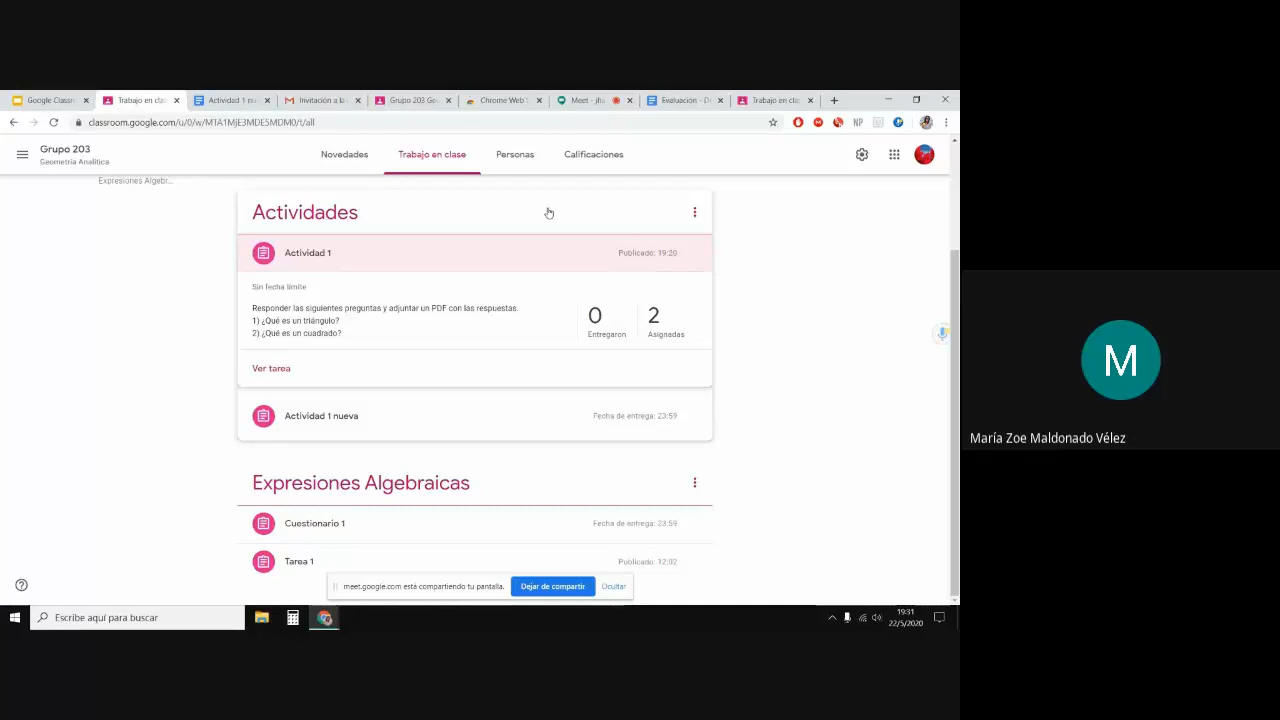 Google Classr
Trabajo en cla
Actividad 1 nu
Invitación a la
Grupo 203 Ge
Chrome Web
Meet - jha
Evaluación - D
Trabajo en cla
classroom.google.com/u/0/w/MTA1MjE3MDE5MDM0/t/all
NP
Grupo 203
Geometría Analítica
Novedades
Trabajo en clase
Personas
Calificaciones
Expresiones Algebr...
Actividades
Actividad 1
Publicado: 19:20
Sin fecha límite
Responder las siguientes preguntas y adjuntar un PDF con las respuestas.
1) ¿Qué es un triángulo?
2) ¿Qué es un cuadrado?
0
Entregaron
2
Asignadas
Ver tarea
Actividad 1 nueva
Fecha de entrega: 23:59
Expresiones Algebraicas
Cuestionario 1
Fecha de entrega: 23:59
Tarea 1
Publicado: 12:02
meet.google.com está compartiendo tu pantalla.
Dejar de compartir
Ocultar
Escribe aquí para buscar
19:31
22/5/2020
M
María Zoe Maldonado Vélez